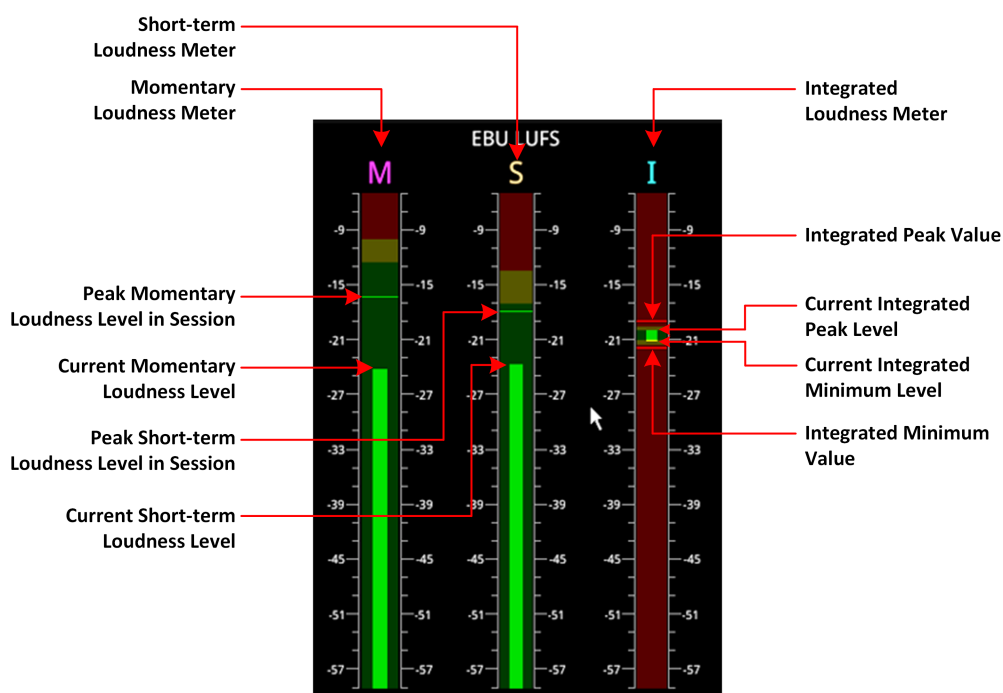 Short-term
Loudness Meter
Momentary
Loudness Meter
Integrated
Loudness Meter
EBU LUFS
M S I
-9 -9 -9 -9 -9
-15 -15 -15 -15 -15 -15
-21 -21 -21 -21 -21 -21
-27 -27 -27 -27 -27 -27
-33 -33 -33 -33 -33 -33
-39 -39 -39 -39 -39 -39
-45 -45 -45 -45 -45 -45
-51 -51 -51 -51 -51 -51
-57 -57 -57 -57 -57 -57
Peak Momentary
Loudness Level in Session
Current Momentary
Loudness Level
Peak Short-term
Loudness Level in Session
Current Short-term
Loudness Level
Integrated Peak Value
Current Integrated
Peak Level
Current Integrated
Minimum Level
Integrated Minimum
Value